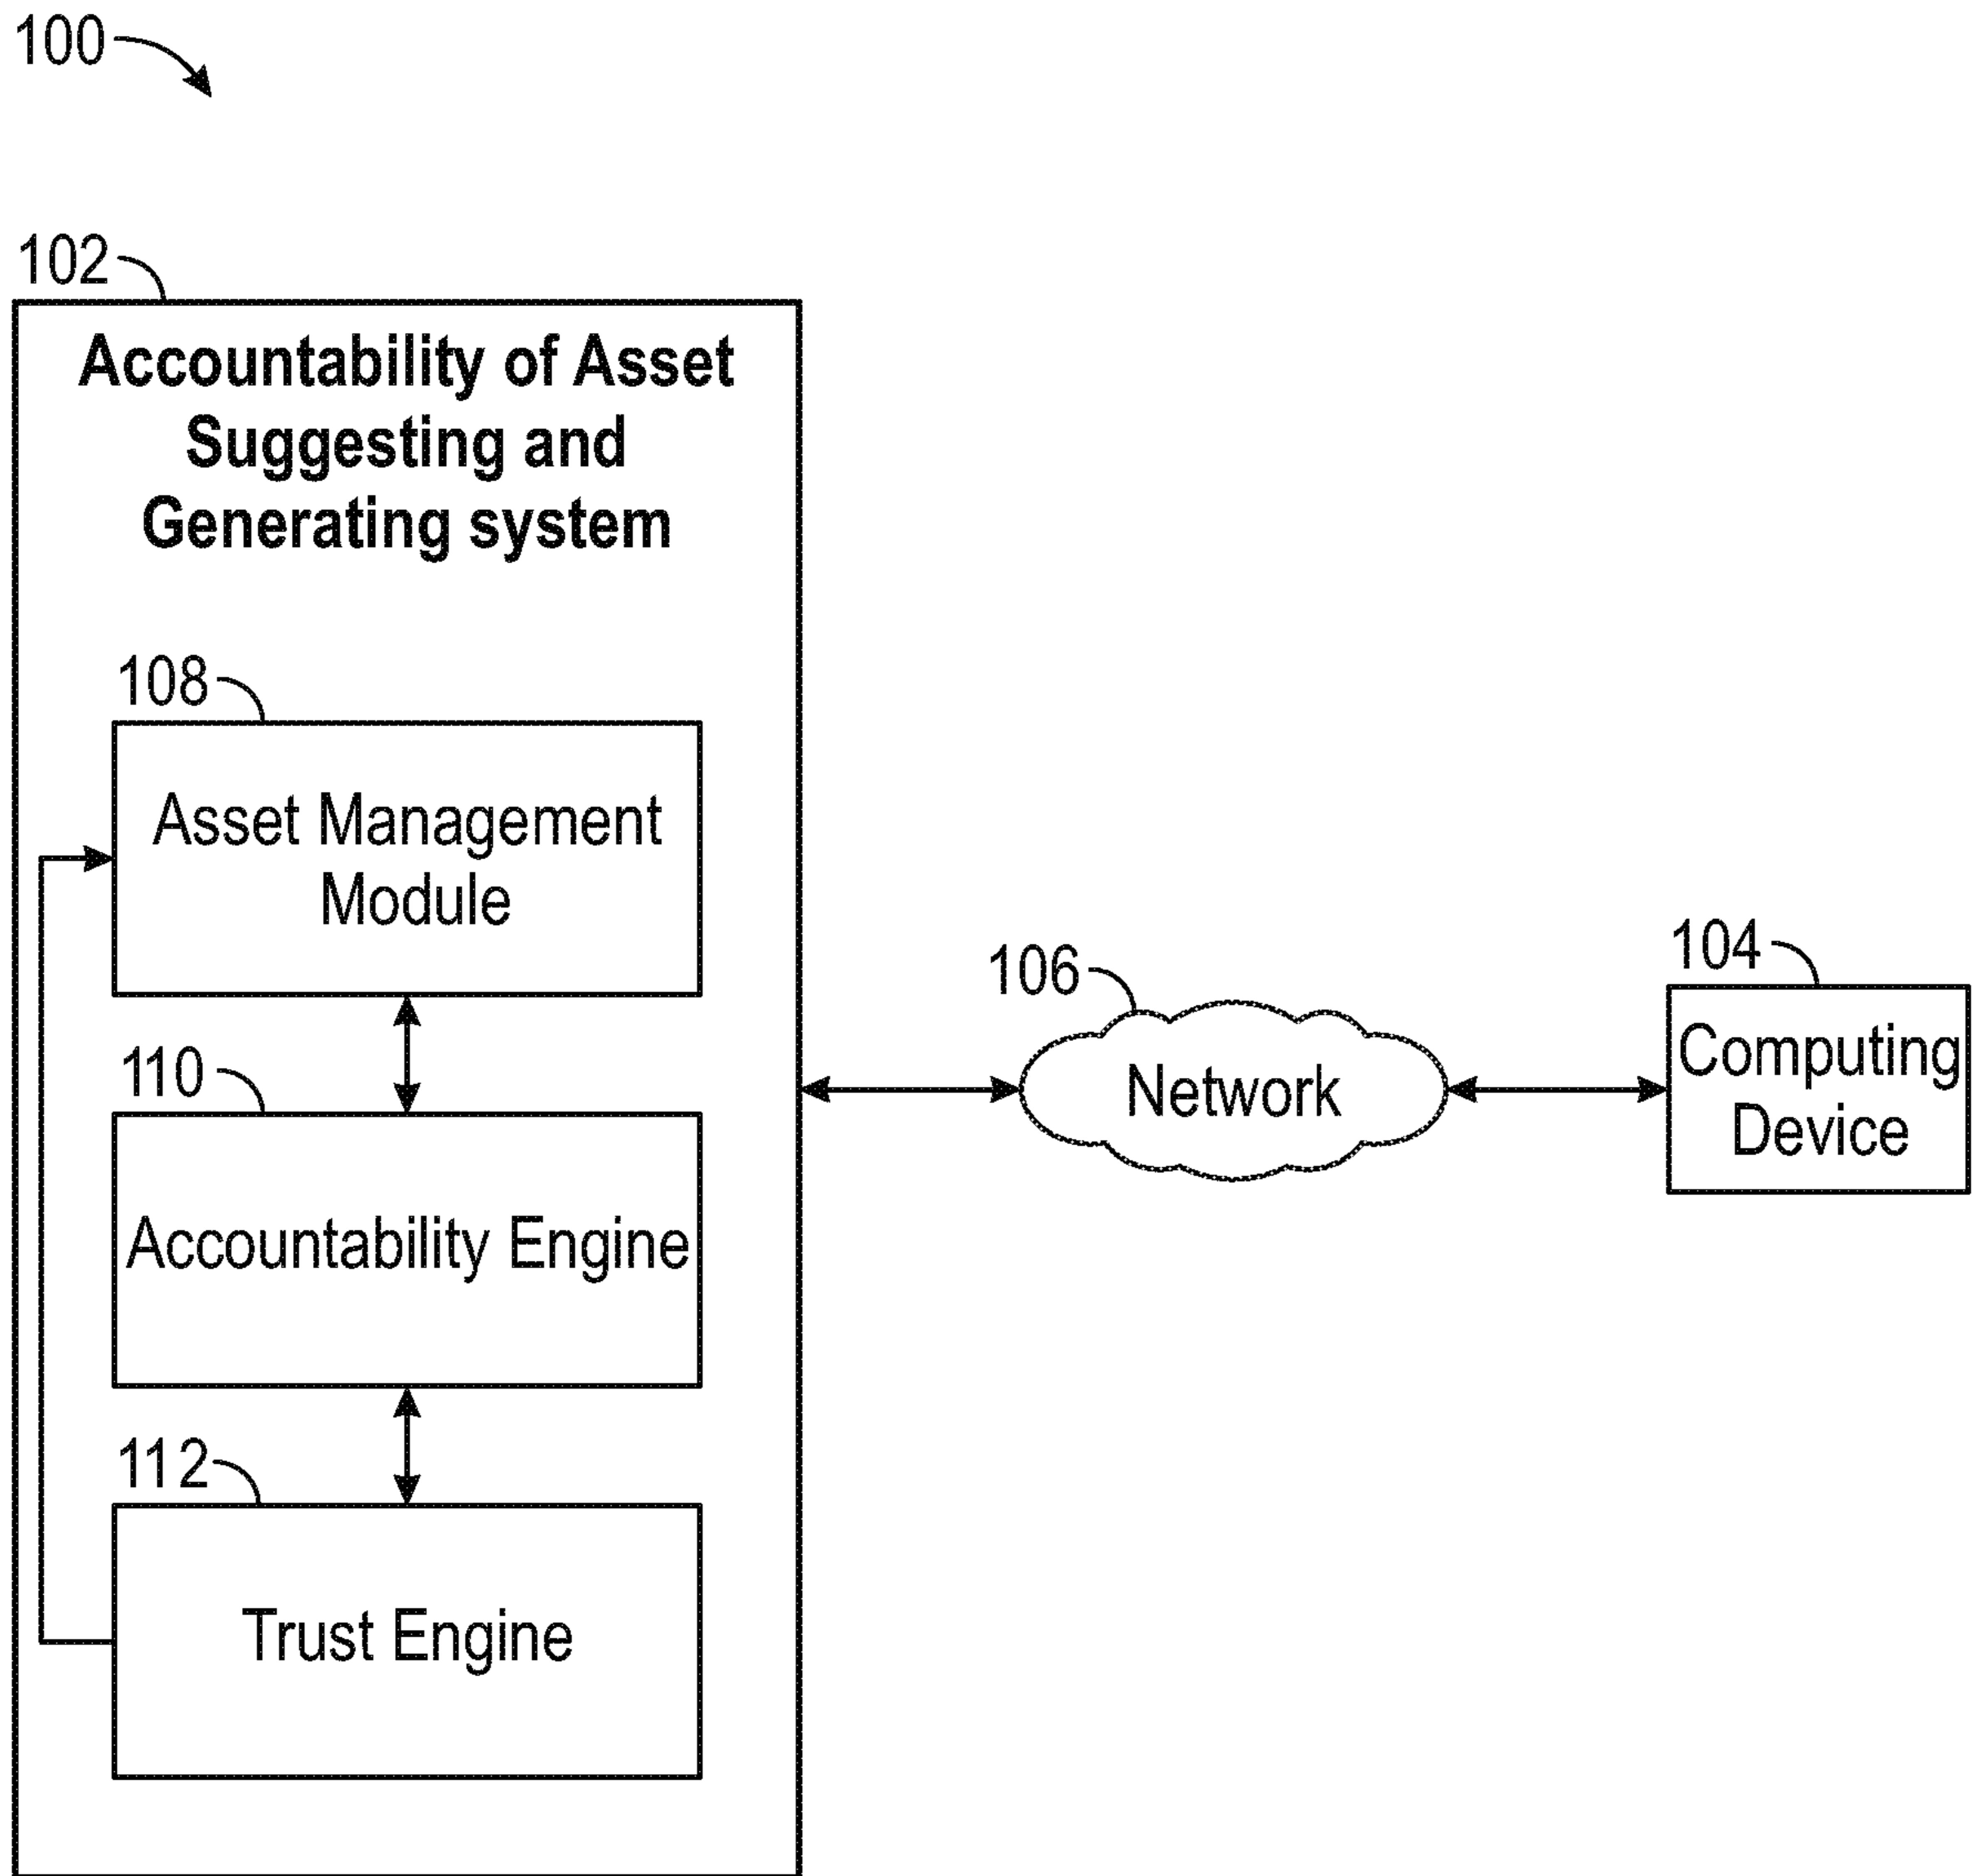 100
102
Accountability of Asset
Suggesting and
Generating system
108
Asset Management
Module
110
Accountability Engine
112
Trust Engine
106
Network
104
Computing
Device